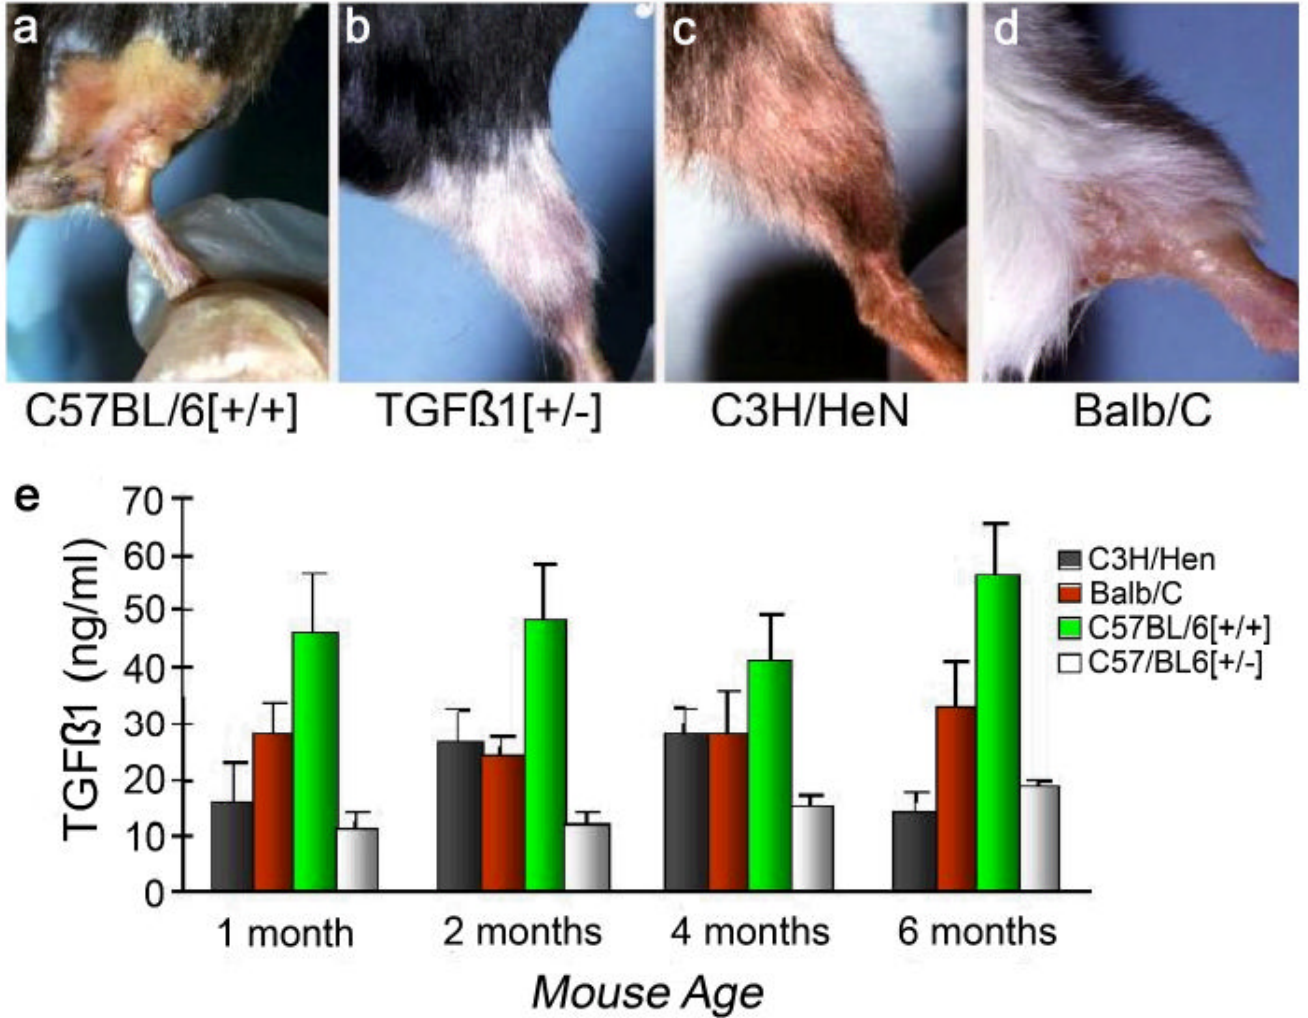 a b c d
C57BL/6[+/+] TGFß1[+/-] C3H/HeN Balb/C
e
TGFß1 (ng/ml)
70
60
50
40
30
20
10
0
C3H/Hen
Balb/C
C57BL/6[+/+]
C57/BL6[+/-]
1 month 2 months 4 months 6 months
Mouse Age